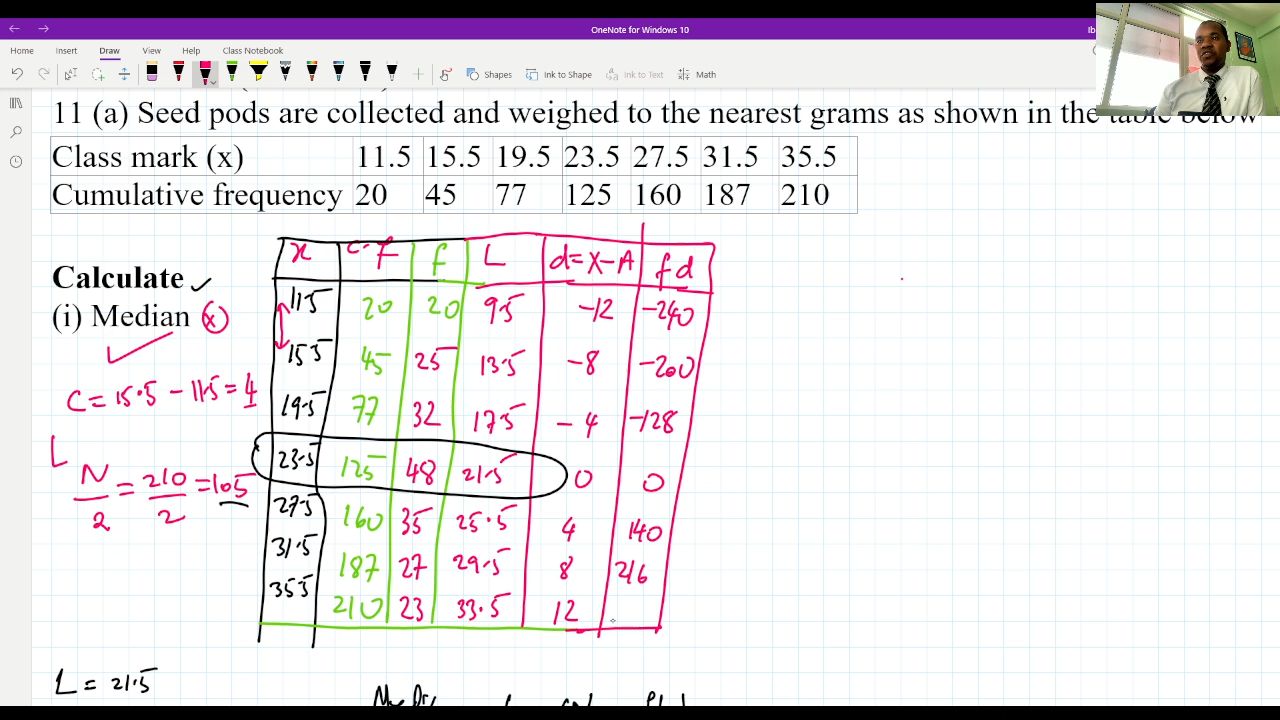 OneNote for Windows 10
Home Insert Draw View Help Class Notebook
Shapes Ink to Shape Ink to Text Math
11 (a) Seed pods are collected and weighed to the nearest grams as shown in the table below
Class mark (x) 11.5 15.5 19.5 23.5 27.5 31.5 35.5
Cumulative frequency 20 45 77 125 160 187 210
x c.f f L d=x-A fd
Calculate ✓
11.5 20 20 9.5 -12 -240
(i) Median (x)
15.5 45 25 13.5 -8 -200
C = 15.5 - 11.5 = 4
19.5 77 32 17.5 -4 -128
L
23.5 125 48 21.5 0 0
N/2 = 210/2 = 105
27.5 160 35 25.5 4 140
31.5 187 27 29.5 8 216
35.5 210 23 33.5 12
L = 21.5